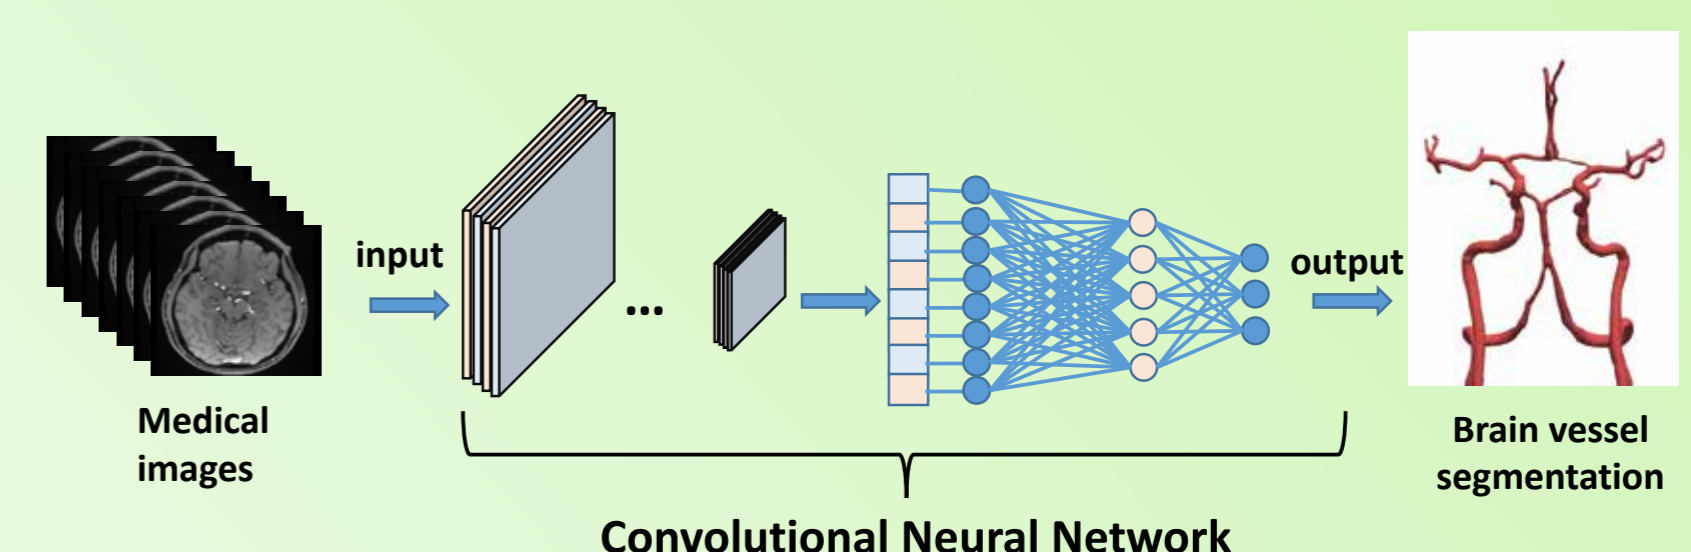 input
...
output
Medical
images
Brain vessel
segmentation
Convolutional Neural Network